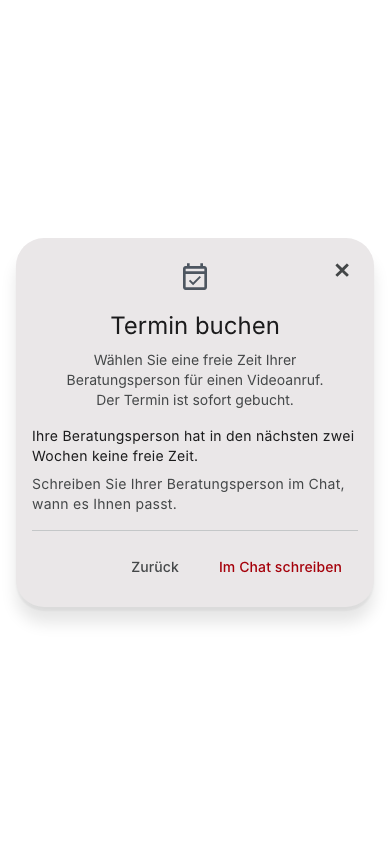 Termin buchen
Wählen Sie eine freie Zeit Ihrer
Beratungsperson für einen Videoanruf.
Der Termin ist sofort gebucht.
Ihre Beratungsperson hat in den nächsten zwei
Wochen keine freie Zeit.
Schreiben Sie Ihrer Beratungsperson im Chat,
wann es Ihnen passt.
Zurück
Im Chat schreiben